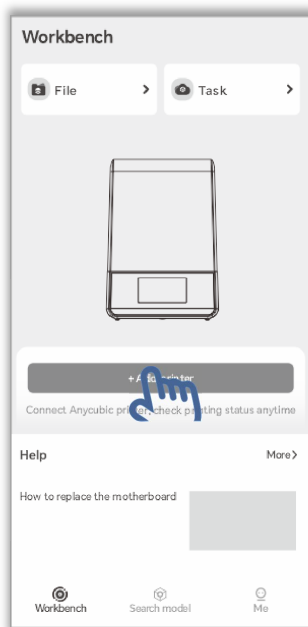 Workbench
File
Task
+ Add printer
Connect Anycubic printer, check printing status anytime
Help
More
How to replace the motherboard
Workbench
Search model
Me